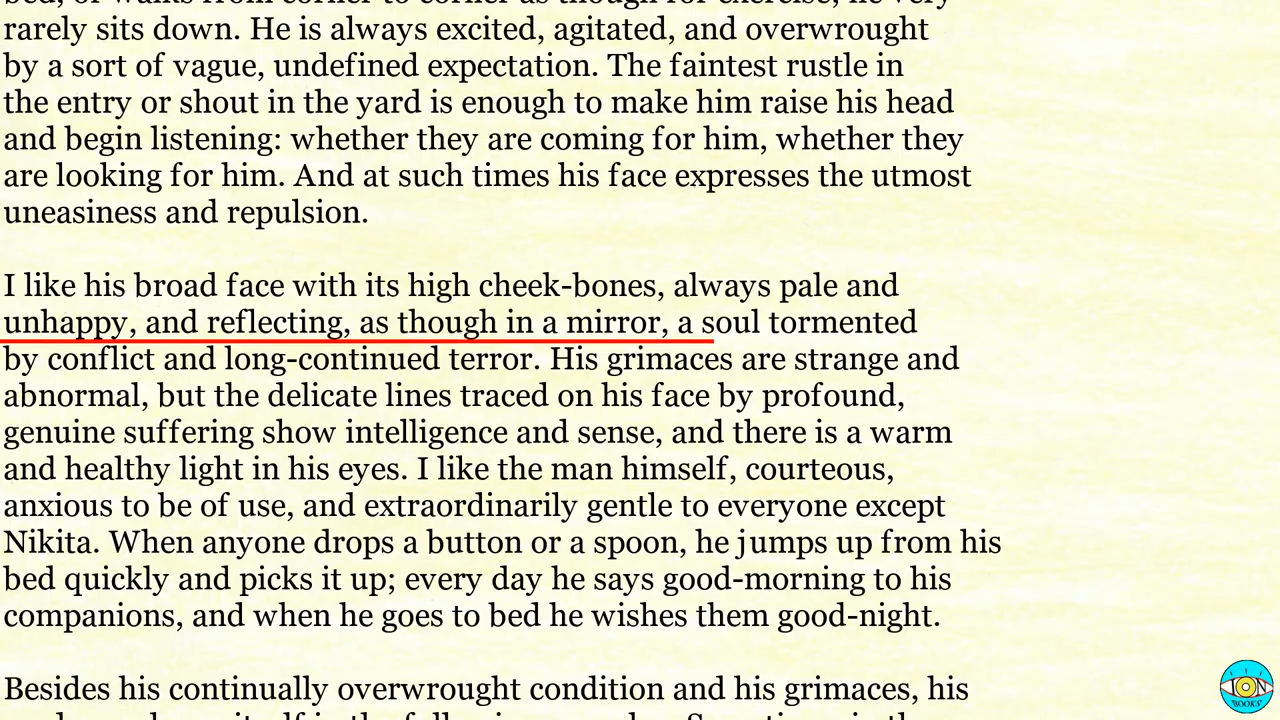 rarely sits down. He is always excited, agitated, and overwrought
by a sort of vague, undefined expectation. The faintest rustle in
the entry or shout in the yard is enough to make him raise his head
and begin listening: whether they are coming for him, whether they
are looking for him. And at such times his face expresses the utmost
uneasiness and repulsion.
I like his broad face with its high cheek-bones, always pale and
unhappy, and reflecting, as though in a mirror, a soul tormented
by conflict and long-continued terror. His grimaces are strange and
abnormal, but the delicate lines traced on his face by profound,
genuine suffering show intelligence and sense, and there is a warm
and healthy light in his eyes. I like the man himself, courteous,
anxious to be of use, and extraordinarily gentle to everyone except
Nikita. When anyone drops a button or a spoon, he jumps up from his
bed quickly and picks it up; every day he says good-morning to his
companions, and when he goes to bed he wishes them good-night.
Besides his continually overwrought condition and his grimaces, his
ION
BOOKS